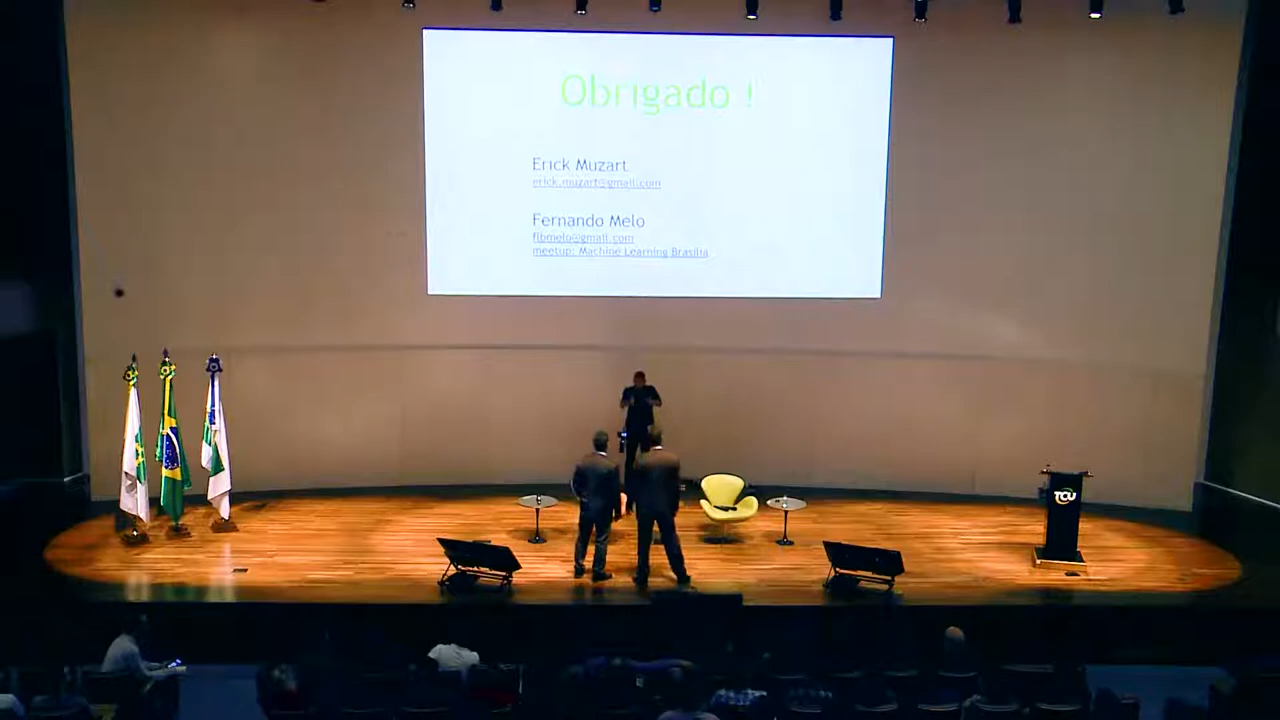 Obrigado !
Erick Muzart
erick.muzart@gmail.com
Fernando Melo
flbmelo@gmail.com
meetup: Machine Learning Brasília
TCU